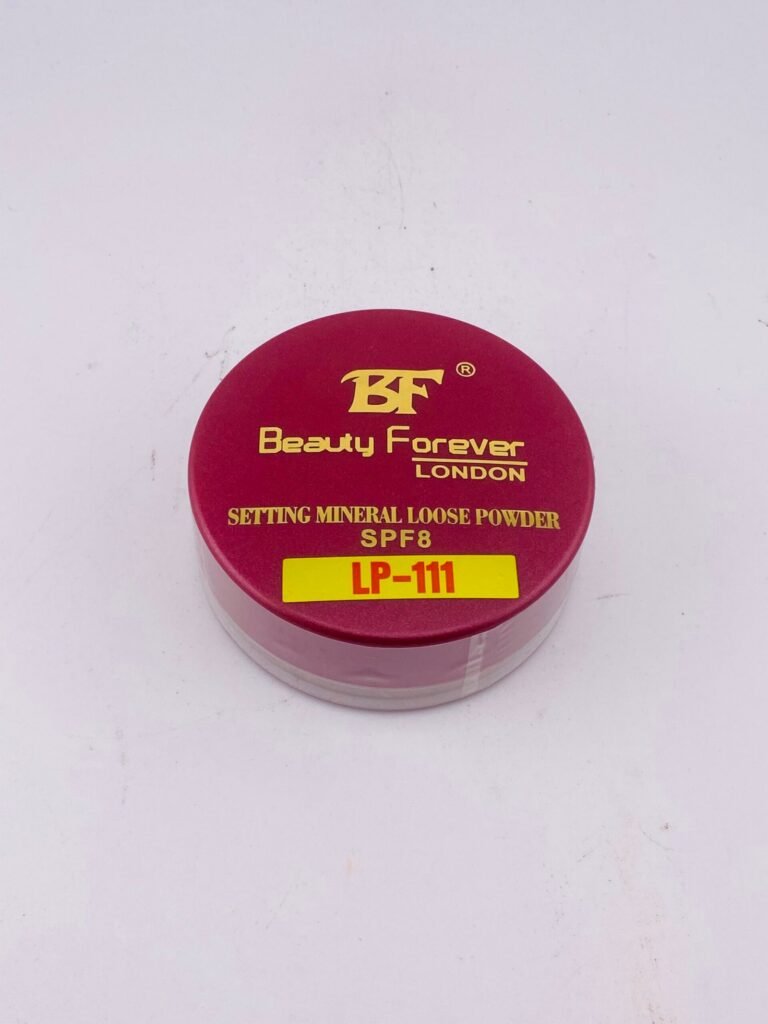 BF ®
Beauty Forever
LONDON
SETTING MINERAL LOOSE POWDER
SPF8
LP-111